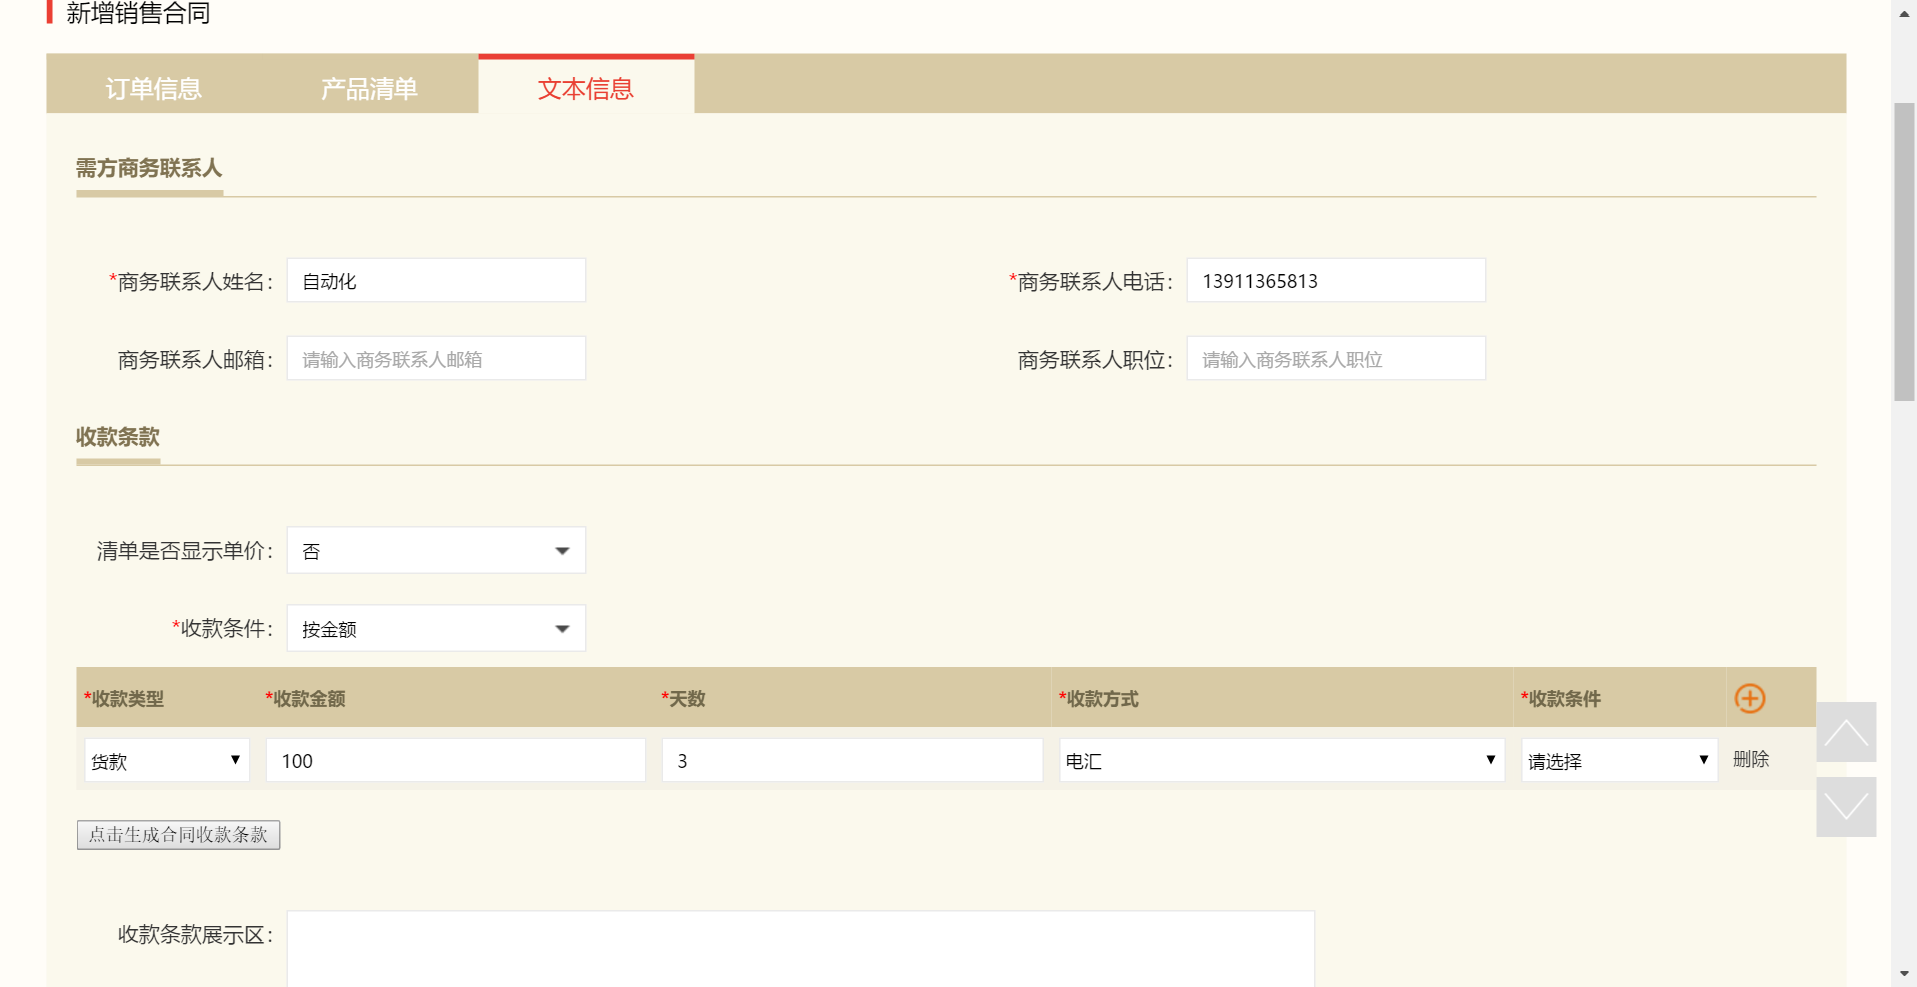 新增销售合同
订单信息 产品清单 文本信息
需方商务联系人
*商务联系人姓名： 自动化 *商务联系人电话： 13911365813
商务联系人邮箱： 请输入商务联系人邮箱 商务联系人职位： 请输入商务联系人职位
收款条款
清单是否显示单价： 否
*收款条件： 按金额
*收款类型 *收款金额 *天数 *收款方式 *收款条件
货款 100 3 电汇 请选择 删除
点击生成合同收款条款
收款条款展示区：